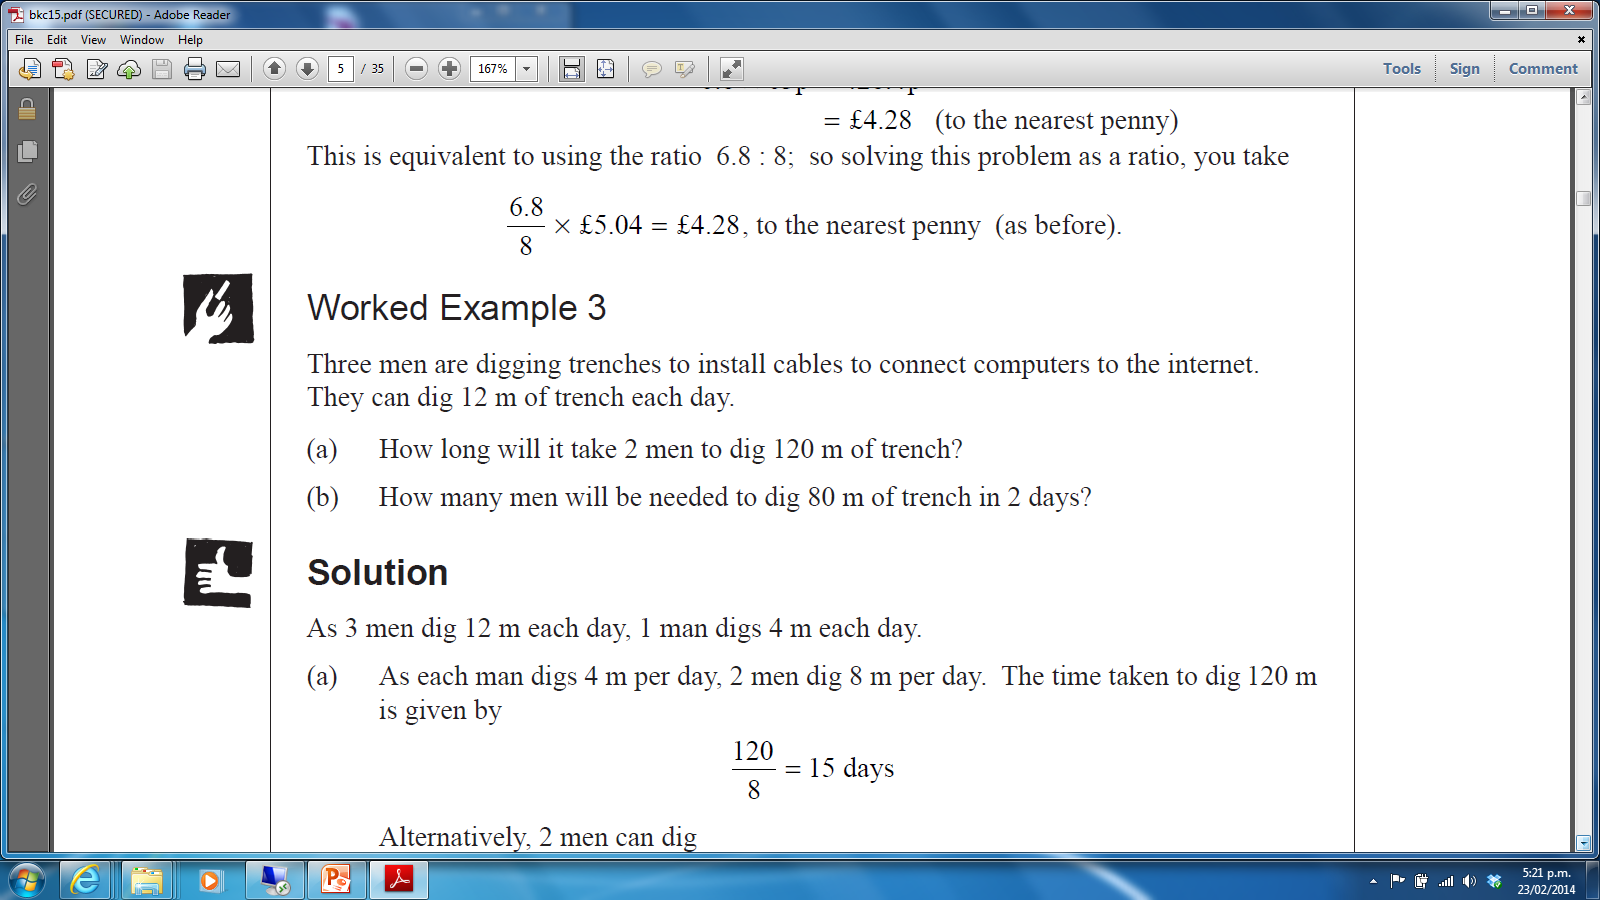 bkc15.pdf (SECURED) - Adobe Reader
File Edit View Window Help
5 / 35 167% Tools Sign Comment
= £4.28 (to the nearest penny)
This is equivalent to using the ratio 6.8 : 8; so solving this problem as a ratio, you take
6.8/8 × £5.04 = £4.28, to the nearest penny (as before).
Worked Example 3
Three men are digging trenches to install cables to connect computers to the internet.
They can dig 12 m of trench each day.
(a) How long will it take 2 men to dig 120 m of trench?
(b) How many men will be needed to dig 80 m of trench in 2 days?
Solution
As 3 men dig 12 m each day, 1 man digs 4 m each day.
(a) As each man digs 4 m per day, 2 men dig 8 m per day. The time taken to dig 120 m
is given by
120/8 = 15 days
Alternatively, 2 men can dig
5:21 p.m.
23/02/2014